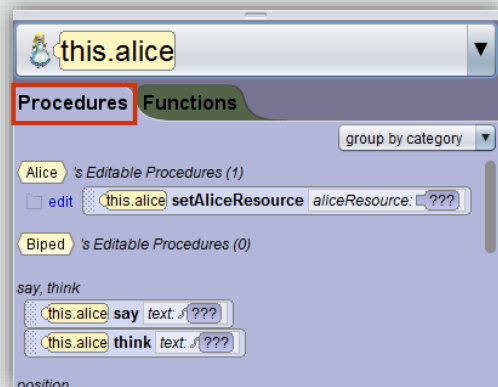 this.alice
Procedures Functions
group by category
Alice 's Editable Procedures (1)
edit this.alice setAliceResource aliceResource: ???
Biped 's Editable Procedures (0)
say, think
this.alice say text: ???
this.alice think text: ???
position